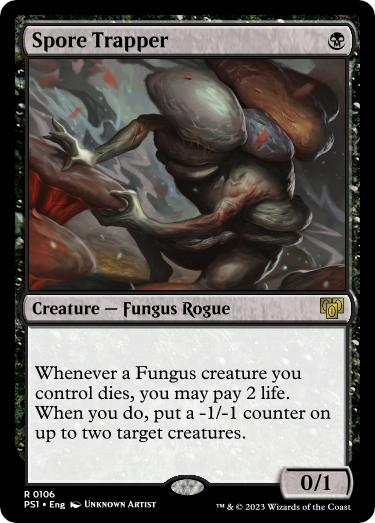 Spore Trapper
Creature — Fungus Rogue
Whenever a Fungus creature you
control dies, you may pay 2 life.
When you do, put a -1/-1 counter on
up to two target creatures.
0/1
R 0106
PS1 • Eng Unknown Artist
™ & © 2023 Wizards of the Coast